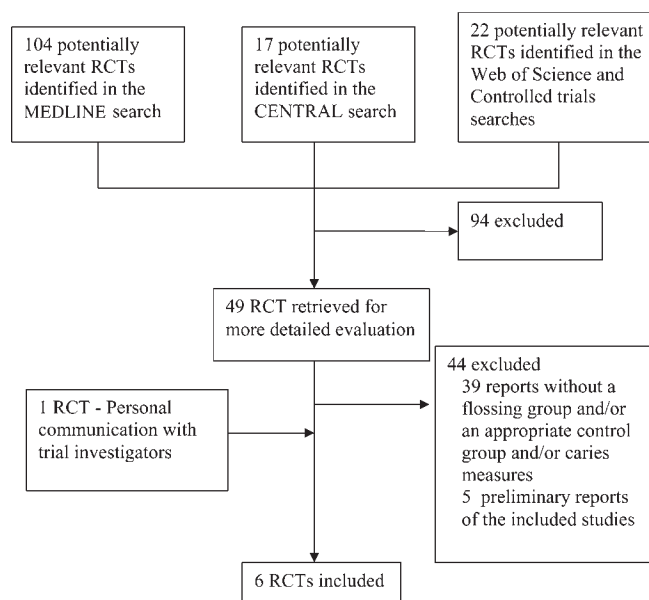 104 potentially
relevant RCTs
identified in the
MEDLINE search
17 potentially
relevant RCTs
identified in the
CENTRAL search
22 potentially relevant
RCTs identified in the
Web of Science and
Controlled trials
searches
94 excluded
49 RCT retrieved for
more detailed evaluation
44 excluded
39 reports without a
flossing group and/or
an appropriate control
group and/or caries
measures
5 preliminary reports
of the included studies
1 RCT - Personal
communication with
trial investigators
6 RCTs included